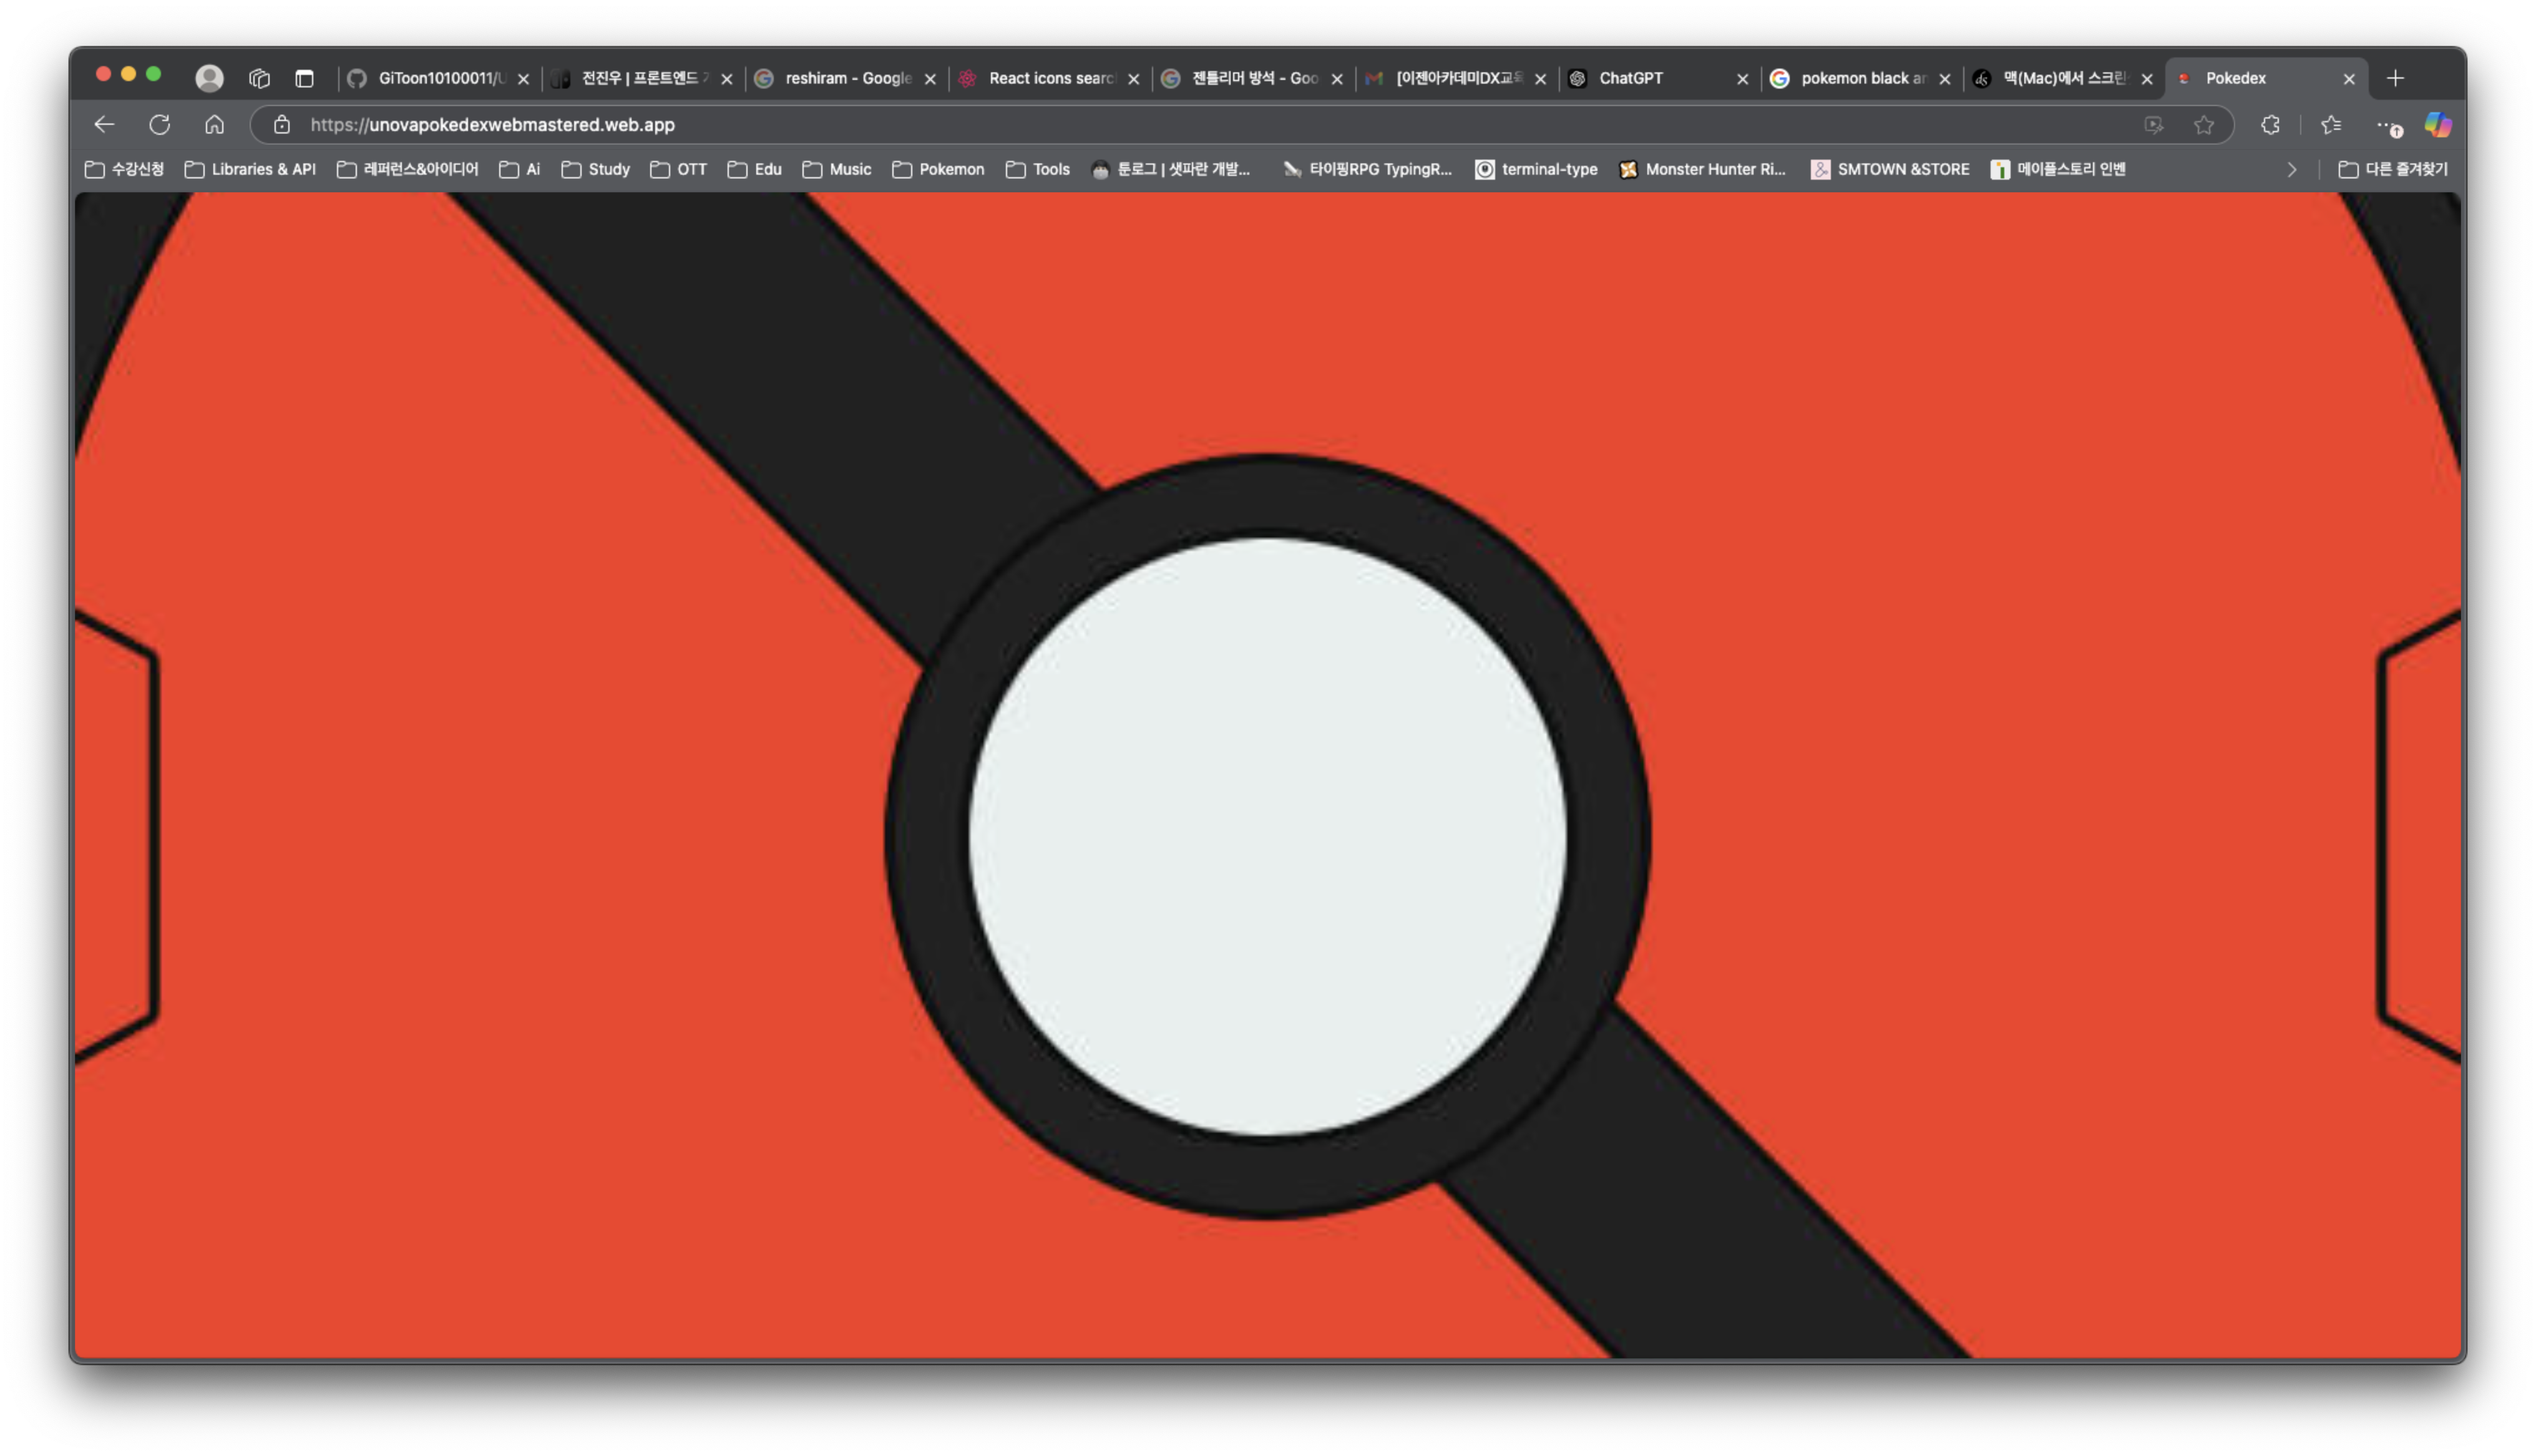 GiToon10100011/U
전진우 | 프론트엔드
reshiram - Google
React icons searc
젠틀리머 방석 - Goo
[이젠아카데미DX교육
ChatGPT
pokemon black an
맥(Mac)에서 스크린
Pokedex
https://unovapokedexwebmastered.web.app
수강신청 Libraries & API 레퍼런스&아이디어 Ai Study OTT Edu Music Pokemon Tools 툰로그 | 샛파란 개발... 타이핑RPG TypingR... terminal-type Monster Hunter Ri... SMTOWN &STORE 메이플스토리 인벤 다른 즐겨찾기